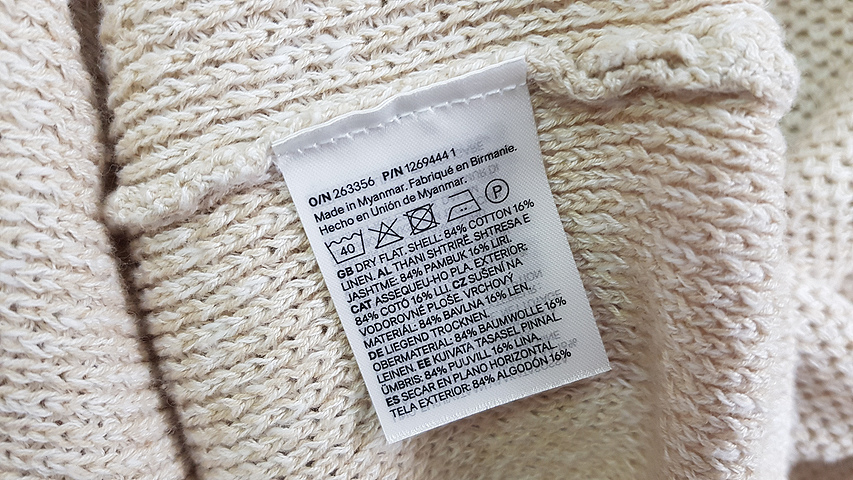 O/N 263356 P/N 1269444 1
Made in Myanmar. Fabriqué en Birmanie.
Hecho en Unión de Myanmar.
40 P
GB DRY FLAT. SHELL: 84% COTTON 16%
LINEN. AL THANI SHTRIRË. SHTRESA E
JASHTME: 84% PAMBUK 16% LIRI.
CAT ASSEQUEU-HO PLA. EXTERIOR:
84% COTÓ 16% LLI. CZ SUŠENÍ NA
VODOROVNÉ PLOŠE. VRCHOVÝ
MATERIÁL: 84% BAVLNA 16% LEN.
DE LIEGEND TROCKNEN.
OBERMATERIAL: 84% BAUMWOLLE 16%
LEINEN. EE KUIVATA TASASEL PINNAL.
ÜMBRIS: 84% PUUVILL 16% LINA.
ES SECAR EN PLANO HORIZONTAL.
TELA EXTERIOR: 84% ALGODÓN 16%